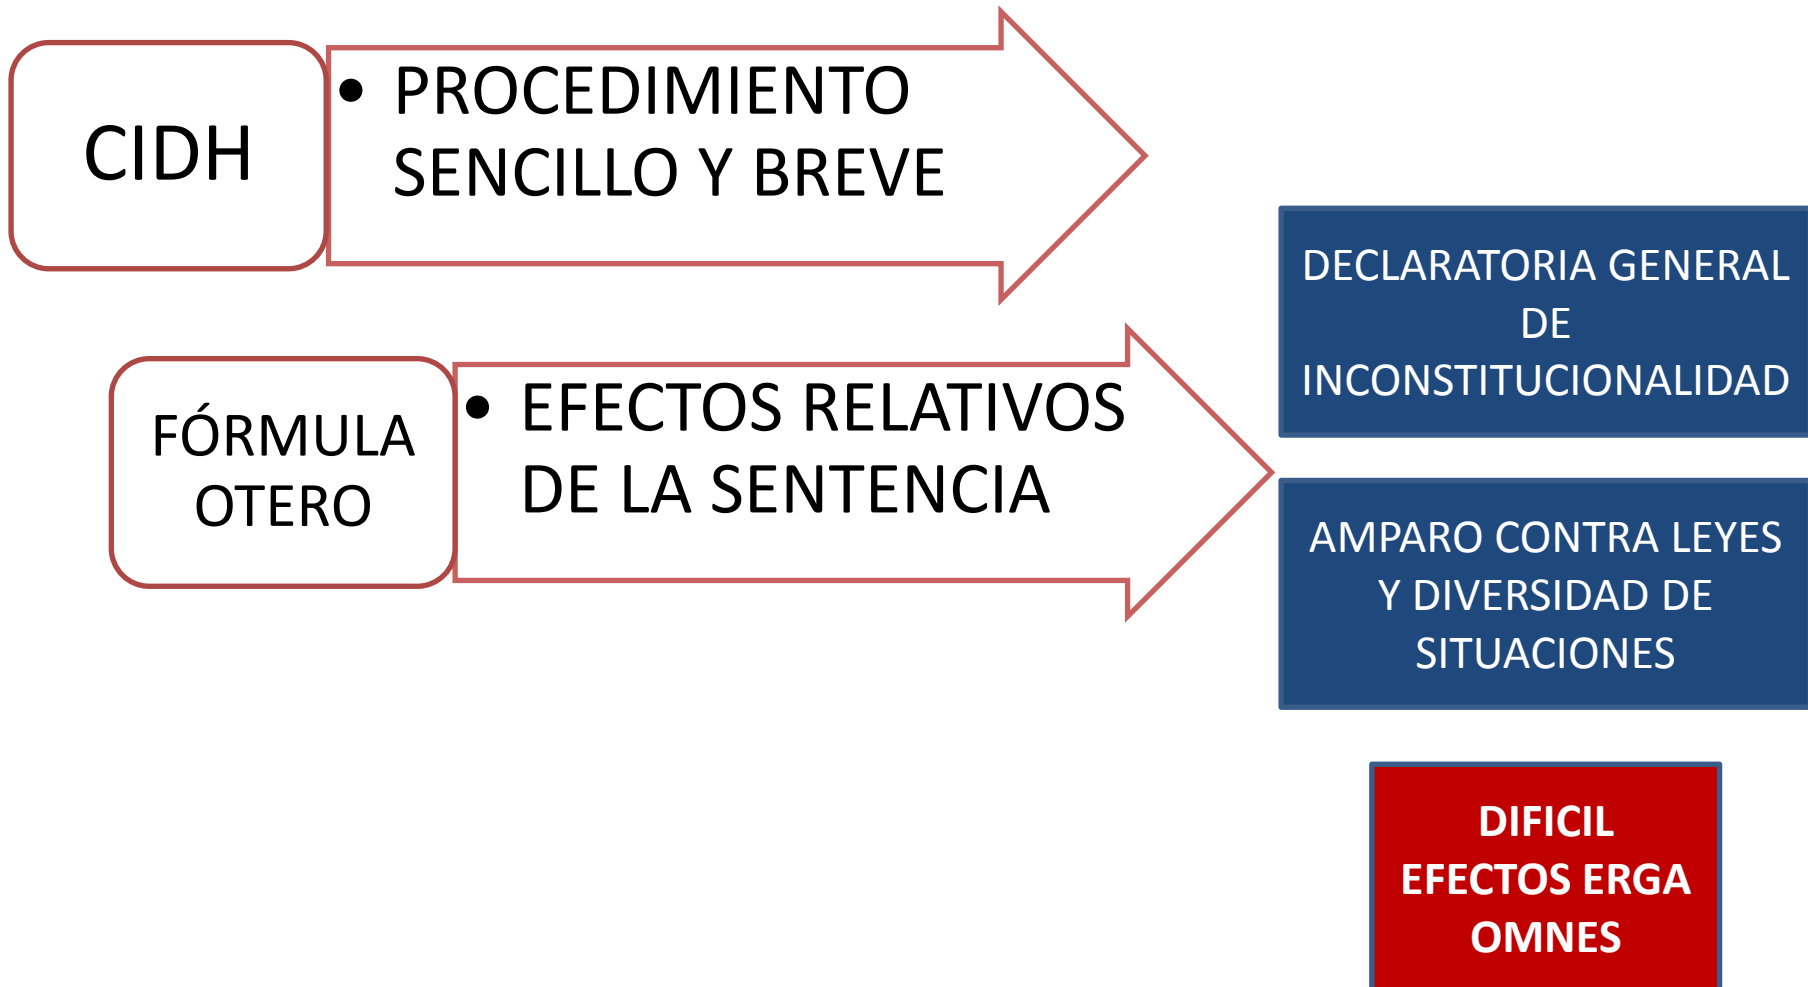 CIDH
• PROCEDIMIENTO
SENCILLO Y BREVE
FÓRMULA
OTERO
• EFECTOS RELATIVOS
DE LA SENTENCIA
DECLARATORIA GENERAL
DE
INCONSTITUCIONALIDAD
AMPARO CONTRA LEYES
Y DIVERSIDAD DE
SITUACIONES
DIFICIL
EFECTOS ERGA
OMNES